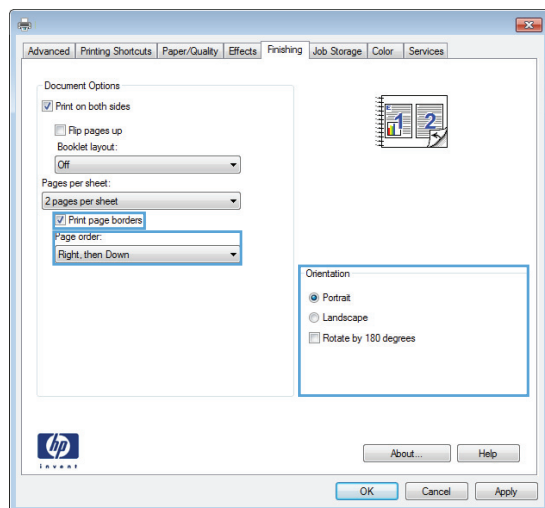 Advanced Printing Shortcuts Paper/Quality Effects Finishing Job Storage Color Services
Document Options
Print on both sides
Flip pages up
Booklet layout:
Off
Pages per sheet:
2 pages per sheet
Print page borders
Page order:
Right, then Down
1 2
Orientation
Portrait
Landscape
Rotate by 180 degrees
hp
invent
About... Help
OK Cancel Apply